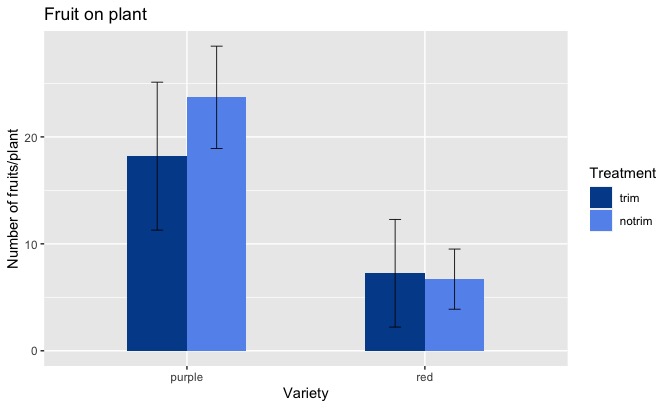 Fruit on plant
Number of fruits/plant
20
10
0
purple
red
Variety
Treatment
trim
notrim